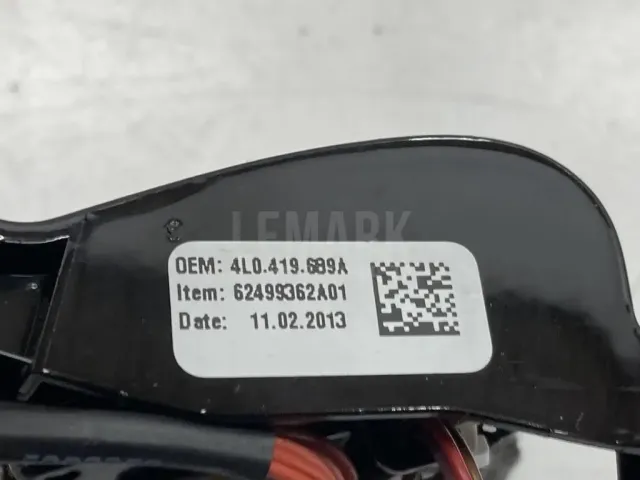 LEMARK
OEM: 4L0.419.689A
Item: 62499362A01
Date: 11.02.2013